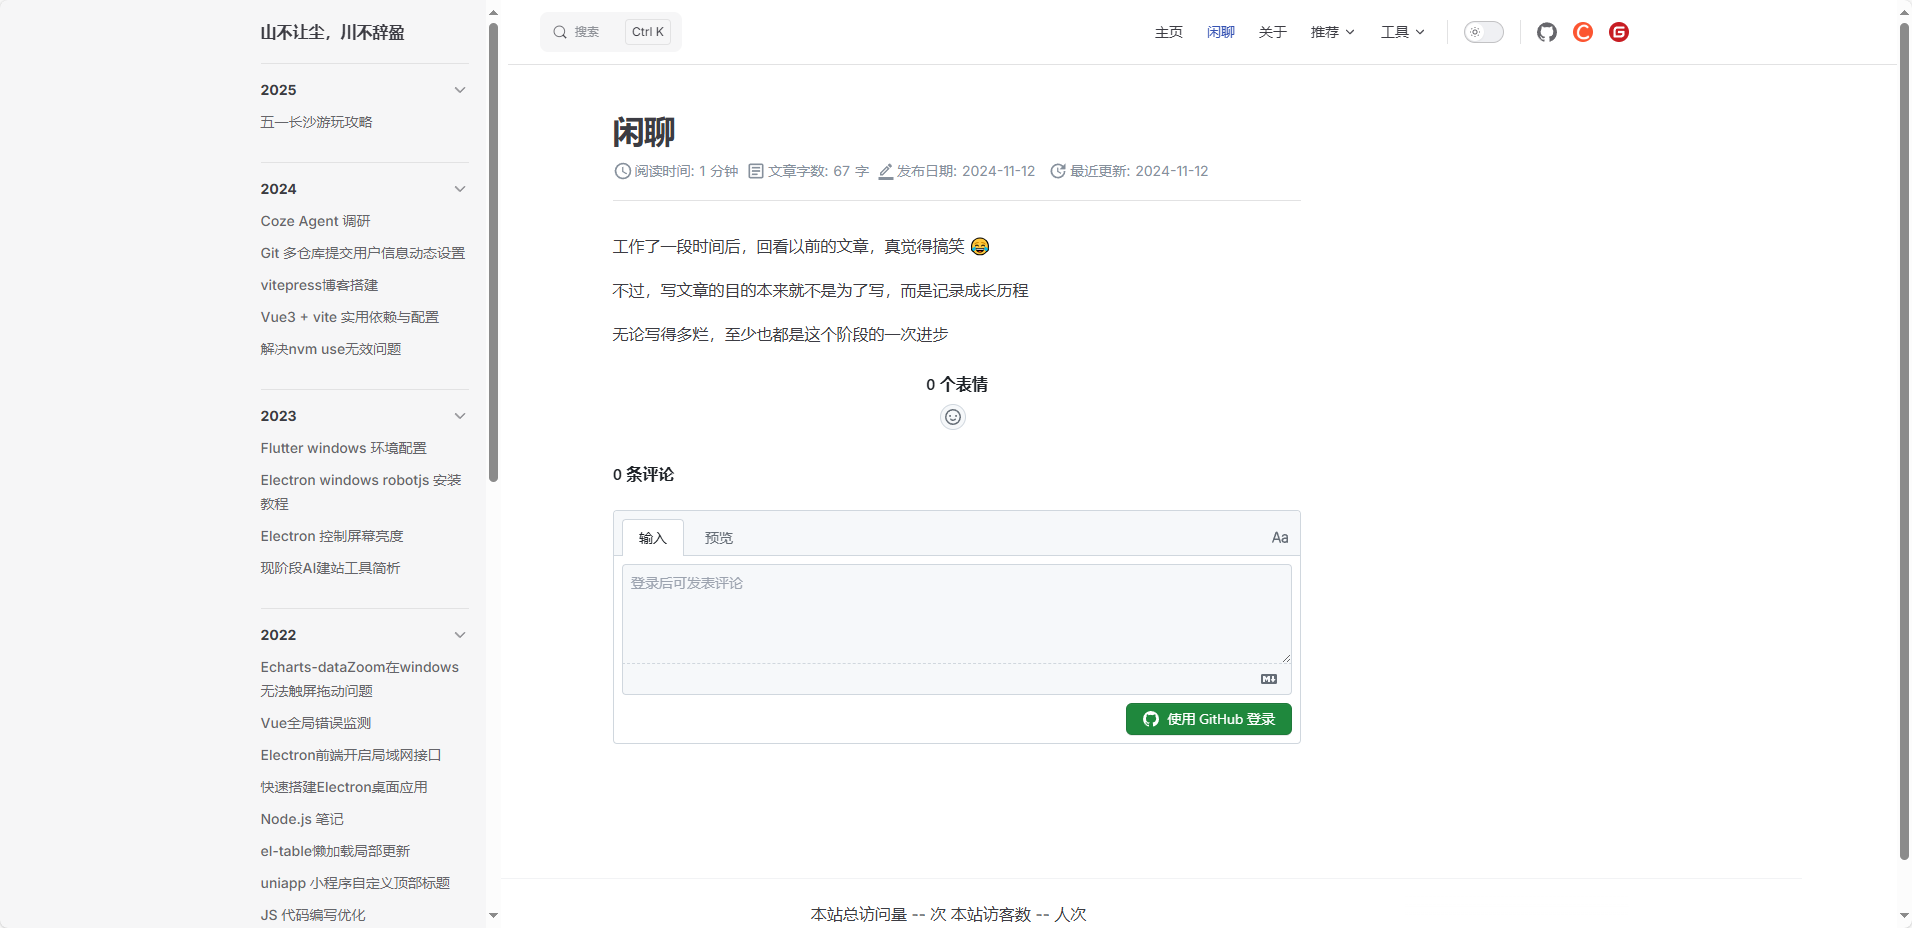 山不让尘，川不辞盈
2025
五一长沙游玩攻略
2024
Coze Agent 调研
Git 多仓库提交用户信息动态设置
vitepress博客搭建
Vue3 + vite 实用依赖与配置
解决nvm use无效问题
2023
Flutter windows 环境配置
Electron windows robotjs 安装
教程
Electron 控制屏幕亮度
现阶段AI建站工具简析
2022
Echarts-dataZoom在windows
无法触屏拖动问题
Vue全局错误监测
Electron前端开启局域网接口
快速搭建Electron桌面应用
Node.js 笔记
el-table懒加载局部更新
uniapp 小程序自定义顶部标题
JS 代码编写优化
搜索 Ctrl K
主页 闲聊 关于 推荐 工具
闲聊
阅读时间: 1 分钟 文章字数: 67 字 发布日期: 2024-11-12 最近更新: 2024-11-12
工作了一段时间后，回看以前的文章，真觉得搞笑 😂
不过，写文章的目的本来就不是为了写，而是记录成长历程
无论写得多烂，至少也都是这个阶段的一次进步
0 个表情
0 条评论
输入 预览 Aa
登录后可发表评论
使用 GitHub 登录
本站总访问量 -- 次 本站访客数 -- 人次